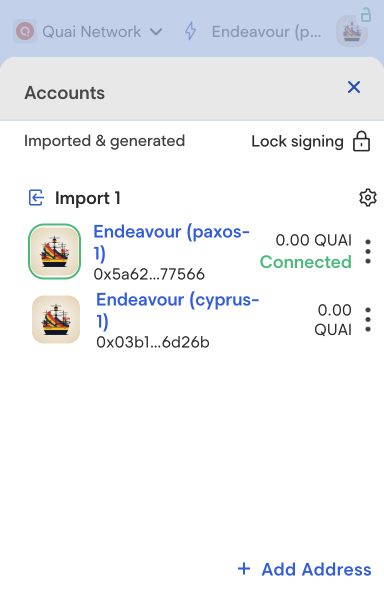 Quai Network Endeavour (p...
Accounts
Imported & generated Lock signing
Import 1
Endeavour (paxos-
1)
0x5a62...77566
0.00 QUAI
Connected
Endeavour (cyprus-
1)
0x03b1...6d26b
0.00
QUAI
+ Add Address